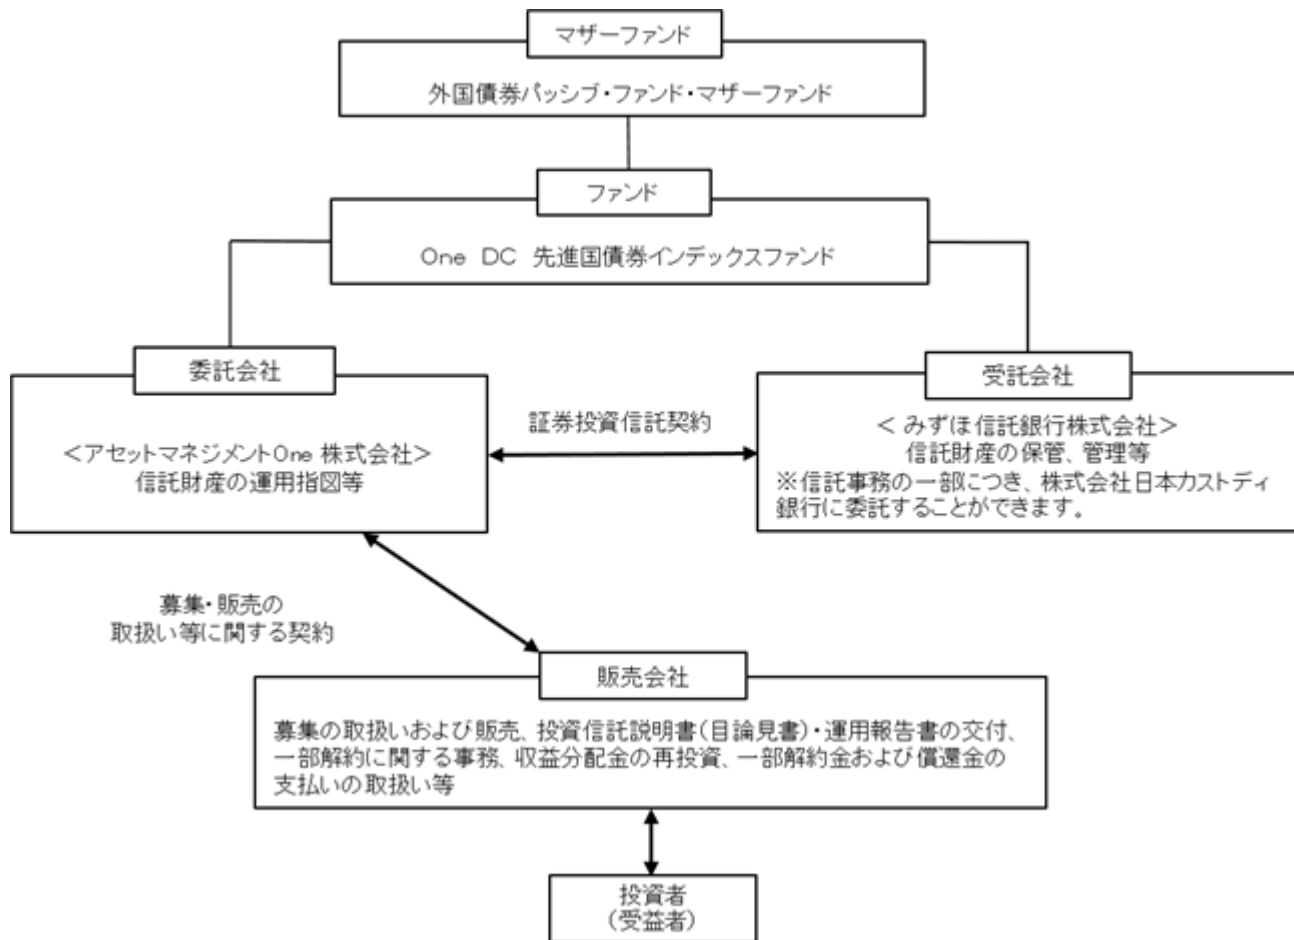 マザーファンド
外国債券パッシブ・ファンド・マザーファンド
ファンド
One DC 先進国債券インデックスファンド
委託会社
<アセットマネジメントOne 株式会社>
信託財産の運用指図等
証券投資信託契約
受託会社
< みずほ信託銀行株式会社>
信託財産の保管、管理等
※信託事務の一部につき、株式会社日本カストディ
銀行に委託することができます。
募集・販売の
取扱い等に関する契約
販売会社
募集の取扱いおよび販売、投資信託説明書(目論見書)・運用報告書の交付、
一部解約に関する事務、収益分配金の再投資、一部解約金および償還金の
支払いの取扱い等
投資者
(受益者)